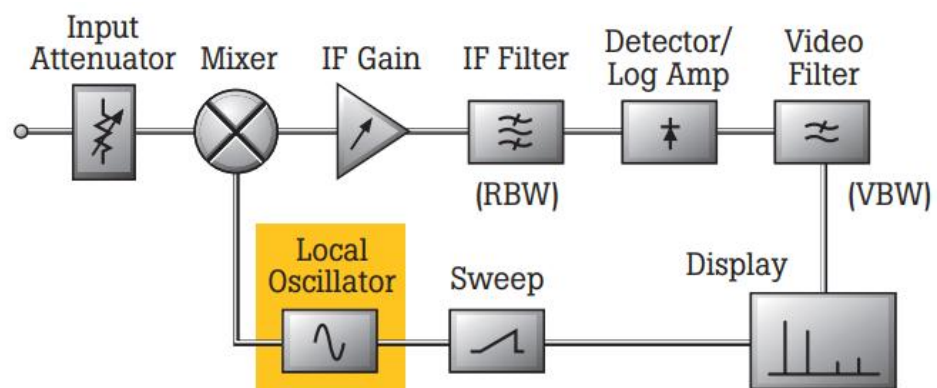 Input
Attenuator
Mixer
IF Gain
IF Filter
Detector/
Log Amp
Video
Filter
(RBW)
(VBW)
Local
Oscillator
Sweep
Display